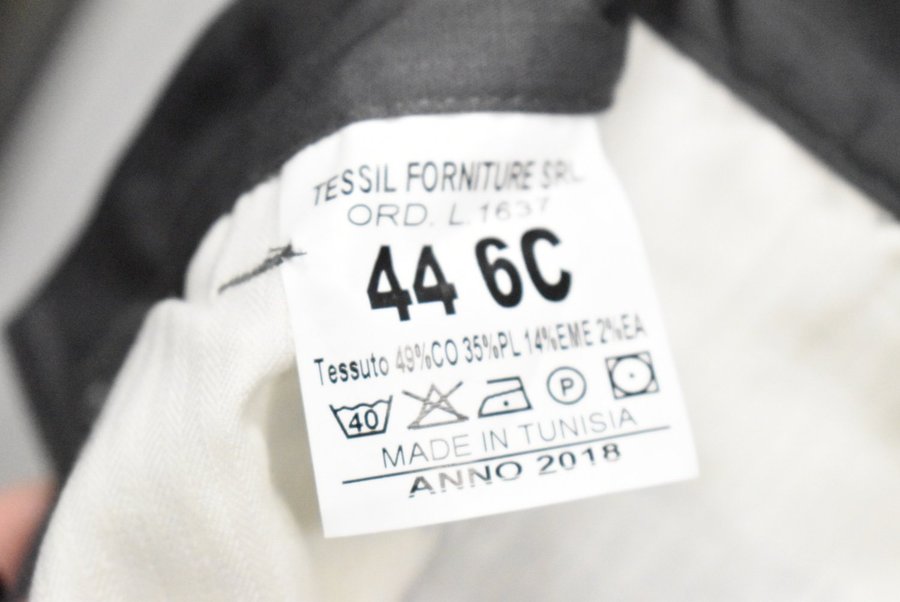 TESSIL FORNITURE SRL
ORD. L.1637
44 6C
Tessuto 49%CO 35%PL 14%EME 2%EA
40 P
MADE IN TUNISIA
ANNO 2018